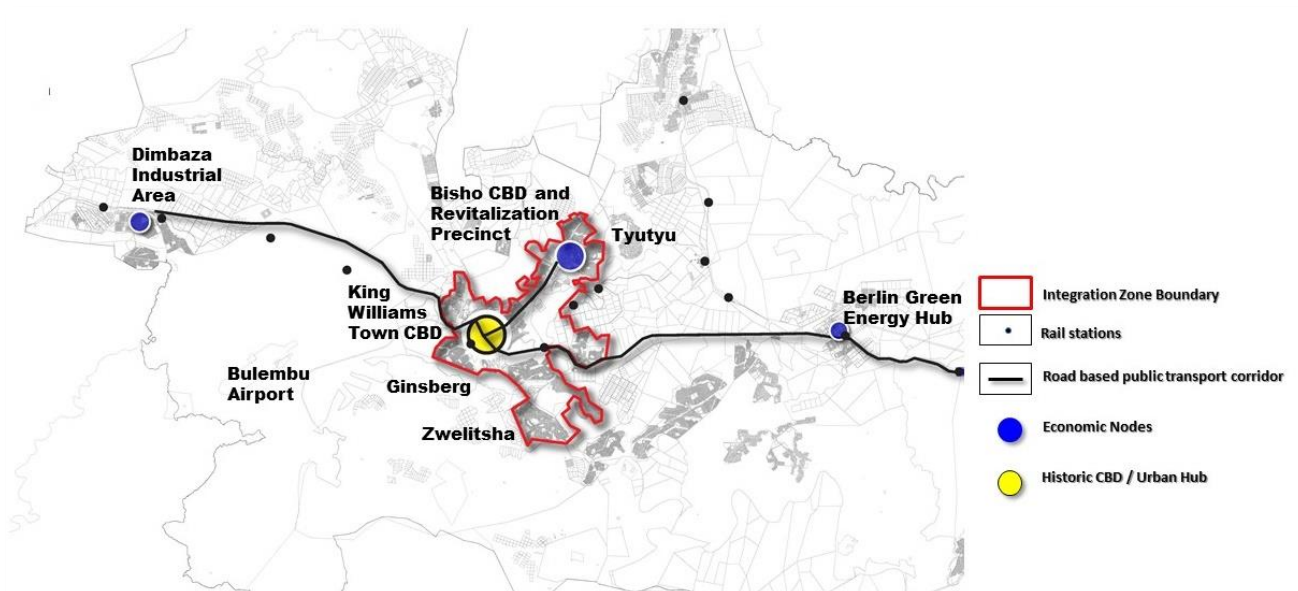 Dimbaza
Industrial
Area
Bisho CBD and
Revitalization
Precinct
Tyutyu
King
Williams
Town CBD
Berlin Green
Energy Hub
Bulembu
Airport
Ginsberg
Zwelitsha
Integration Zone Boundary
Rail stations
Road based public transport corridor
Economic Nodes
Historic CBD / Urban Hub